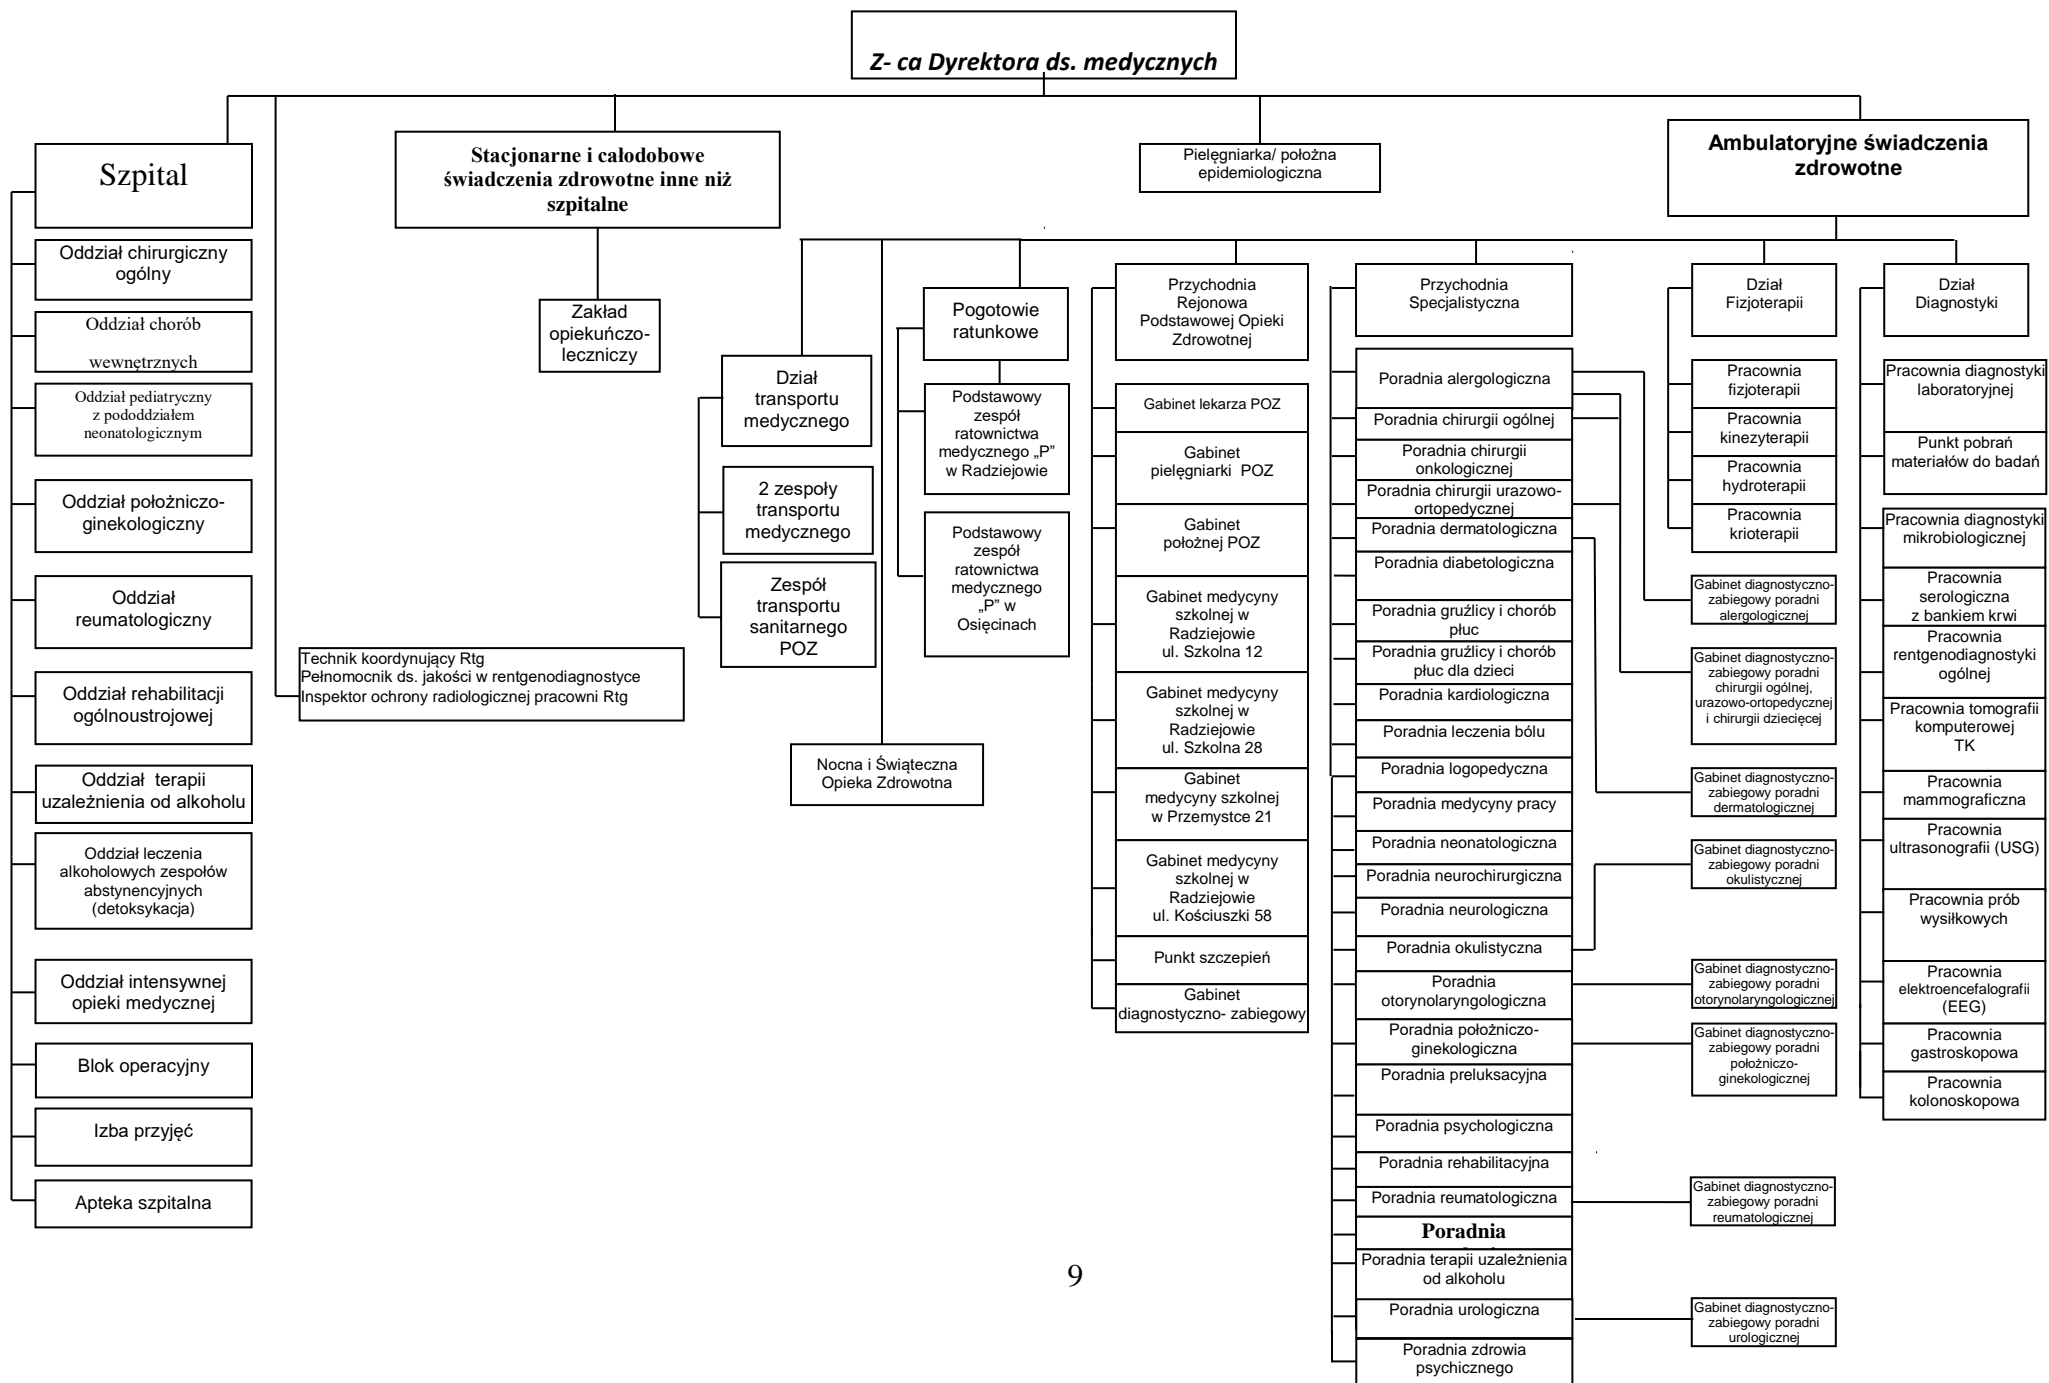 Z- ca Dyrektora ds. medycznych
Szpital
Oddział chirurgiczny
ogólny
Oddział chorób
wewnętrznych
Oddział pediatryczny
z pododdziałem
neonatologicznym
Oddział położniczo-
ginekologiczny
Oddział
reumatologiczny
Oddział rehabilitacji
ogólnoustrojowej
Oddział terapii
uzależnienia od alkoholu
Oddział leczenia
alkoholowych zespołów
abstynencyjnych
(detoksykacja)
Oddział intensywnej
opieki medycznej
Blok operacyjny
Izba przyjęć
Apteka szpitalna
Technik koordynujący Rtg
Pełnomocnik ds. jakości w rentgenodiagnostyce
Inspektor ochrony radiologicznej pracowni Rtg
Stacjonarne i całodobowe
świadczenia zdrowotne inne niż
szpitalne
Zakład
opiekuńczo-
leczniczy
Pielęgniarka/ położna
epidemiologiczna
Ambulatoryjne świadczenia
zdrowotne
Dział
transportu
medycznego
2 zespoły
transportu
medycznego
Zespół
transportu
sanitarnego
POZ
Nocna i Świąteczna
Opieka Zdrowotna
Pogotowie
ratunkowe
Podstawowy
zespół
ratownictwa
medycznego „P”
w Radziejowie
Podstawowy
zespół
ratownictwa
medycznego
„P” w
Osięcinach
Przychodnia
Rejonowa
Podstawowej Opieki
Zdrowotnej
Gabinet lekarza POZ
Gabinet
pielęgniarki POZ
Gabinet
położnej POZ
Gabinet medycyny
szkolnej w
Radziejowie
ul. Szkolna 12
Gabinet medycyny
szkolnej w
Radziejowie
ul. Szkolna 28
Gabinet
medycyny szkolnej
w Przemystce 21
Gabinet medycyny
szkolnej w
Radziejowie
ul. Kościuszki 58
Punkt szczepień
Gabinet
diagnostyczno- zabiegowy
Przychodnia
Specjalistyczna
Poradnia alergologiczna
Poradnia chirurgii ogólnej
Poradnia chirurgii
onkologicznej
Poradnia chirurgii urazowo-
ortopedycznej
Poradnia dermatologiczna
Poradnia diabetologiczna
Poradnia gruźlicy i chorób
płuc
Poradnia gruźlicy i chorób
płuc dla dzieci
Poradnia kardiologiczna
Poradnia leczenia bólu
Poradnia logopedyczna
Poradnia medycyny pracy
Poradnia neonatologiczna
Poradnia neurochirurgiczna
Poradnia neurologiczna
Poradnia okulistyczna
Poradnia
otorynolaryngologiczna
Poradnia położniczo-
ginekologiczna
Poradnia preluksacyjna
Poradnia psychologiczna
Poradnia rehabilitacyjna
Poradnia reumatologiczna
Poradnia
Poradnia terapii uzależnienia
od alkoholu
Poradnia urologiczna
Poradnia zdrowia
psychicznego
Dział
Fizjoterapii
Pracownia
fizjoterapii
Pracownia
kinezyterapii
Pracownia
hydroterapii
Pracownia
krioterapii
Gabinet diagnostyczno-
zabiegowy poradni
alergologicznej
Gabinet diagnostyczno-
zabiegowy poradni
chirurgii ogólnej,
urazowo-ortopedycznej
i chirurgii dziecięcej
Gabinet diagnostyczno-
zabiegowy poradni
dermatologicznej
Gabinet diagnostyczno-
zabiegowy poradni
okulistycznej
Gabinet diagnostyczno-
zabiegowy poradni
otorynolaryngologicznej
Gabinet diagnostyczno-
zabiegowy poradni
położniczo-
ginekologicznej
Gabinet diagnostyczno-
zabiegowy poradni
reumatologicznej
Gabinet diagnostyczno-
zabiegowy poradni
urologicznej
Dział
Diagnostyki
Pracownia diagnostyki
laboratoryjnej
Punkt pobrań
materiałów do badań
Pracownia diagnostyki
mikrobiologicznej
Pracownia
serologiczna
z bankiem krwi
Pracownia
rentgenodiagnostyki
ogólnej
Pracownia tomografii
komputerowej
TK
Pracownia
mammograficzna
Pracownia
ultrasonografii (USG)
Pracownia prób
wysiłkowych
Pracownia
elektroencefalografii
(EEG)
Pracownia
gastroskopowa
Pracownia
kolonoskopowa
9